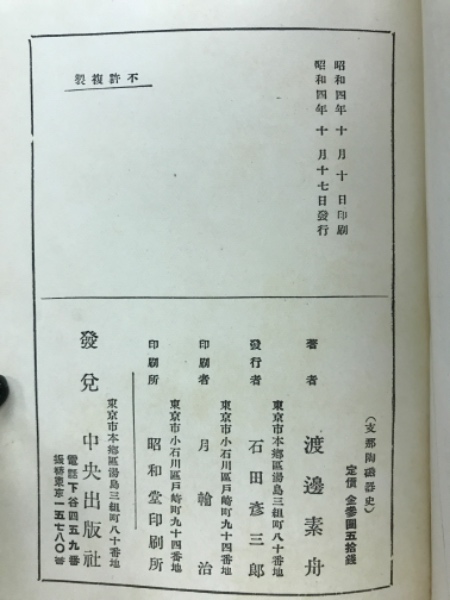 昭和四年十月十日印刷
昭和四年十月十七日發行
不許複製
（支那陶磁器史）
定價 金參圓五拾錢
著者 渡邊素舟
東京市本郷區湯島三組町八十番地
發行者 石田彥三郎
東京市小石川區戸崎町九十四番地
印刷者 月輪治
東京市小石川區戸崎町九十四番地
印刷所 昭和堂印刷所
東京市本郷區湯島三組町八十番地
發兌 中央出版社
電話下谷四五九番
振替東京一五七八〇番